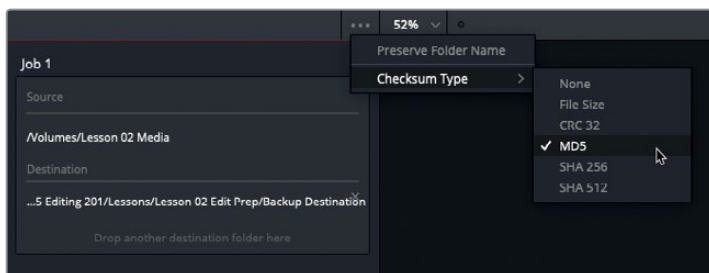 52%
Preserve Folder Name
Job 1
Checksum Type
Source
None
File Size
/Volumes/Lesson 02 Media
CRC 32
MD5
Destination
SHA 256
SHA 512
...5 Editing 201/Lessons/Lesson 02 Edit Prep/Backup Destination
Drop another destination folder here